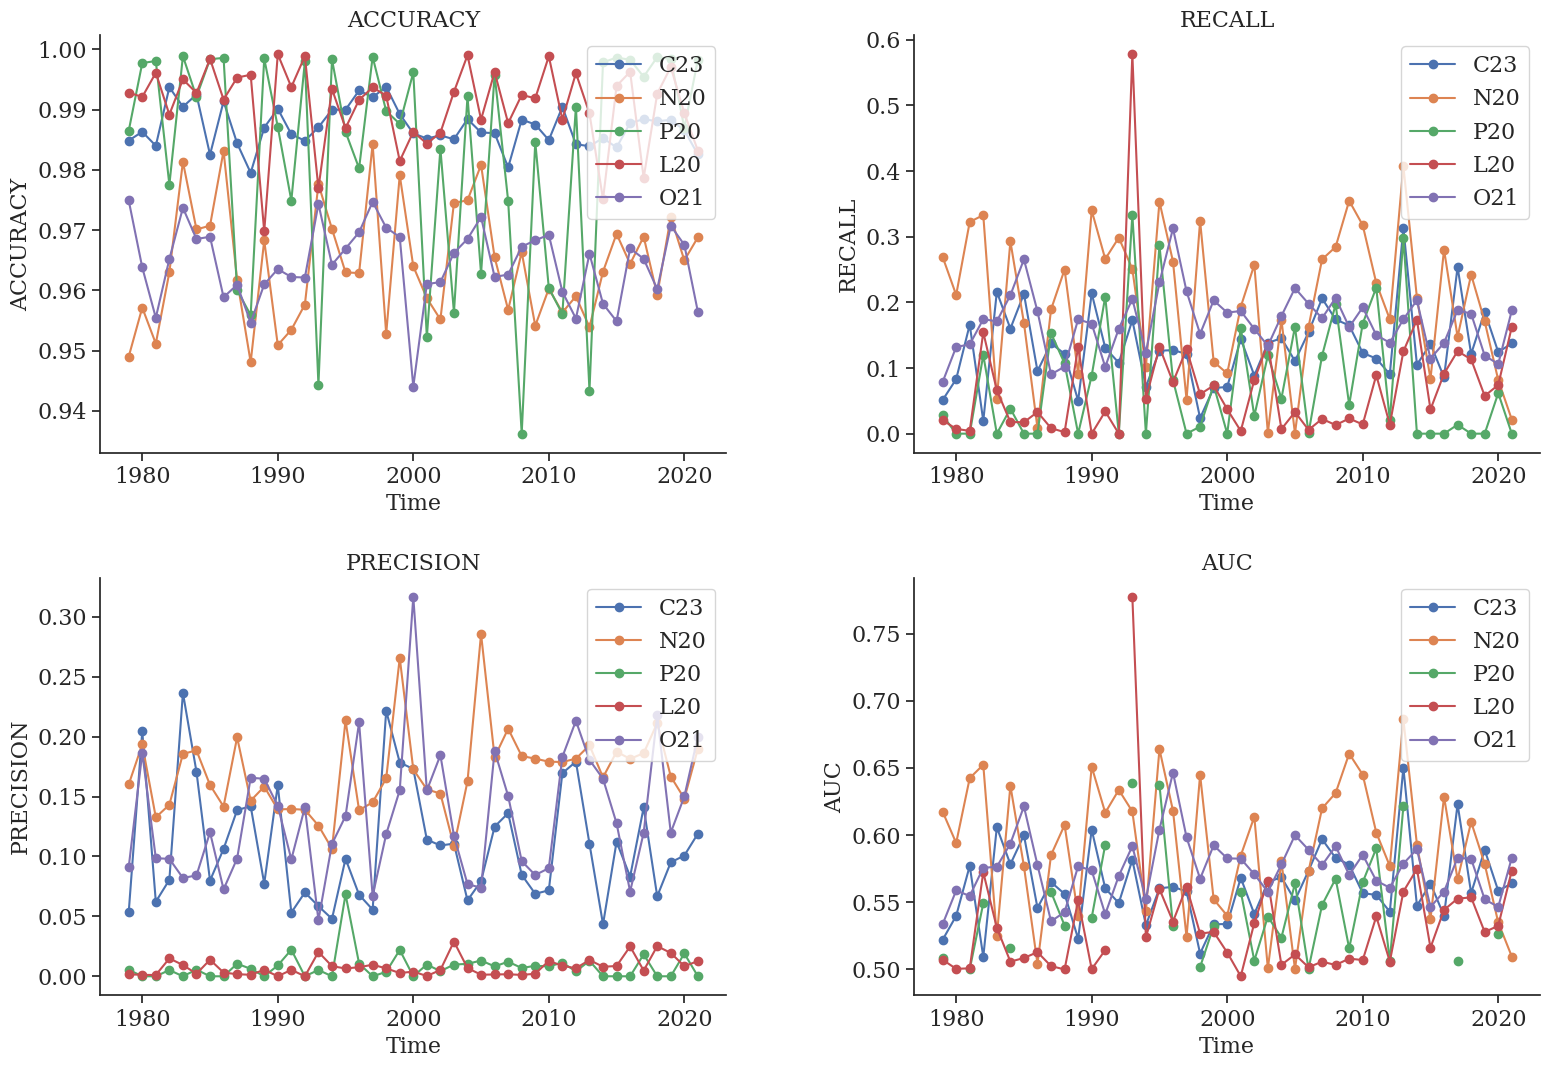 ACCURACY
1.00
0.99
0.98
0.97
0.96
0.95
0.94
ACCURACY
1980 1990 2000 2010 2020
Time
C23
N20
P20
L20
O21
RECALL
0.6
0.5
0.4
0.3
0.2
0.1
0.0
RECALL
1980 1990 2000 2010 2020
Time
C23
N20
P20
L20
O21
PRECISION
0.30
0.25
0.20
0.15
0.10
0.05
0.00
PRECISION
1980 1990 2000 2010 2020
Time
C23
N20
P20
L20
O21
AUC
0.75
0.70
0.65
0.60
0.55
0.50
AUC
1980 1990 2000 2010 2020
Time
C23
N20
P20
L20
O21